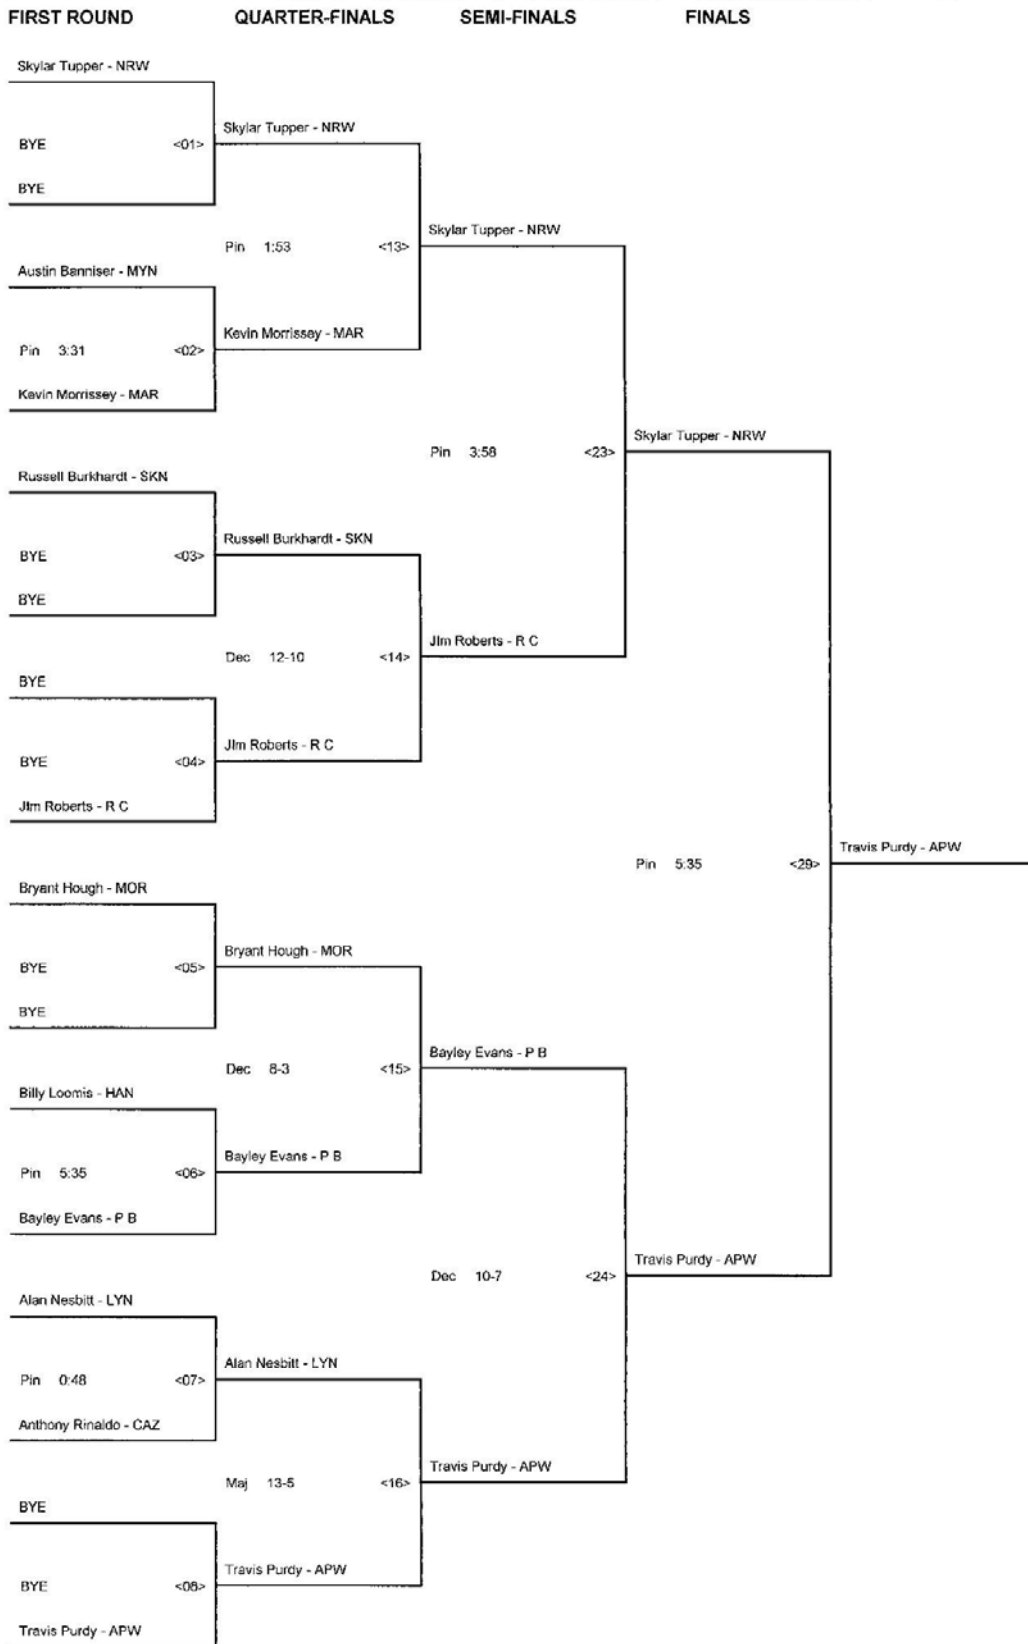 FIRST ROUND QUARTER-FINALS SEMI-FINALS FINALS
Skylar Tupper - NRW
Skylar Tupper - NRW
BYE <01>
BYE
Skylar Tupper - NRW
Pin 1:53 <13>
Austin Banniser - MYN
Kevin Morrissey - MAR
Pin 3:31 <02>
Kevin Morrissey - MAR
Skylar Tupper - NRW
Pin 3:58 <23>
Russell Burkhardt - SKN
Russell Burkhardt - SKN
BYE <03>
BYE
JIm Roberts - R C
Dec 12-10 <14>
BYE
JIm Roberts - R C
BYE <04>
JIm Roberts - R C
Travis Purdy - APW
Pin 5:35 <29>
Bryant Hough - MOR
Bryant Hough - MOR
BYE <05>
BYE
Bayley Evans - P B
Dec 8-3 <15>
Billy Loomis - HAN
Bayley Evans - P B
Pin 5:35 <06>
Bayley Evans - P B
Travis Purdy - APW
Dec 10-7 <24>
Alan Nesbitt - LYN
Alan Nesbitt - LYN
Pin 0:48 <07>
Anthony Rinaldo - CAZ
Travis Purdy - APW
Maj 13-5 <16>
BYE
Travis Purdy - APW
BYE <08>
Travis Purdy - APW